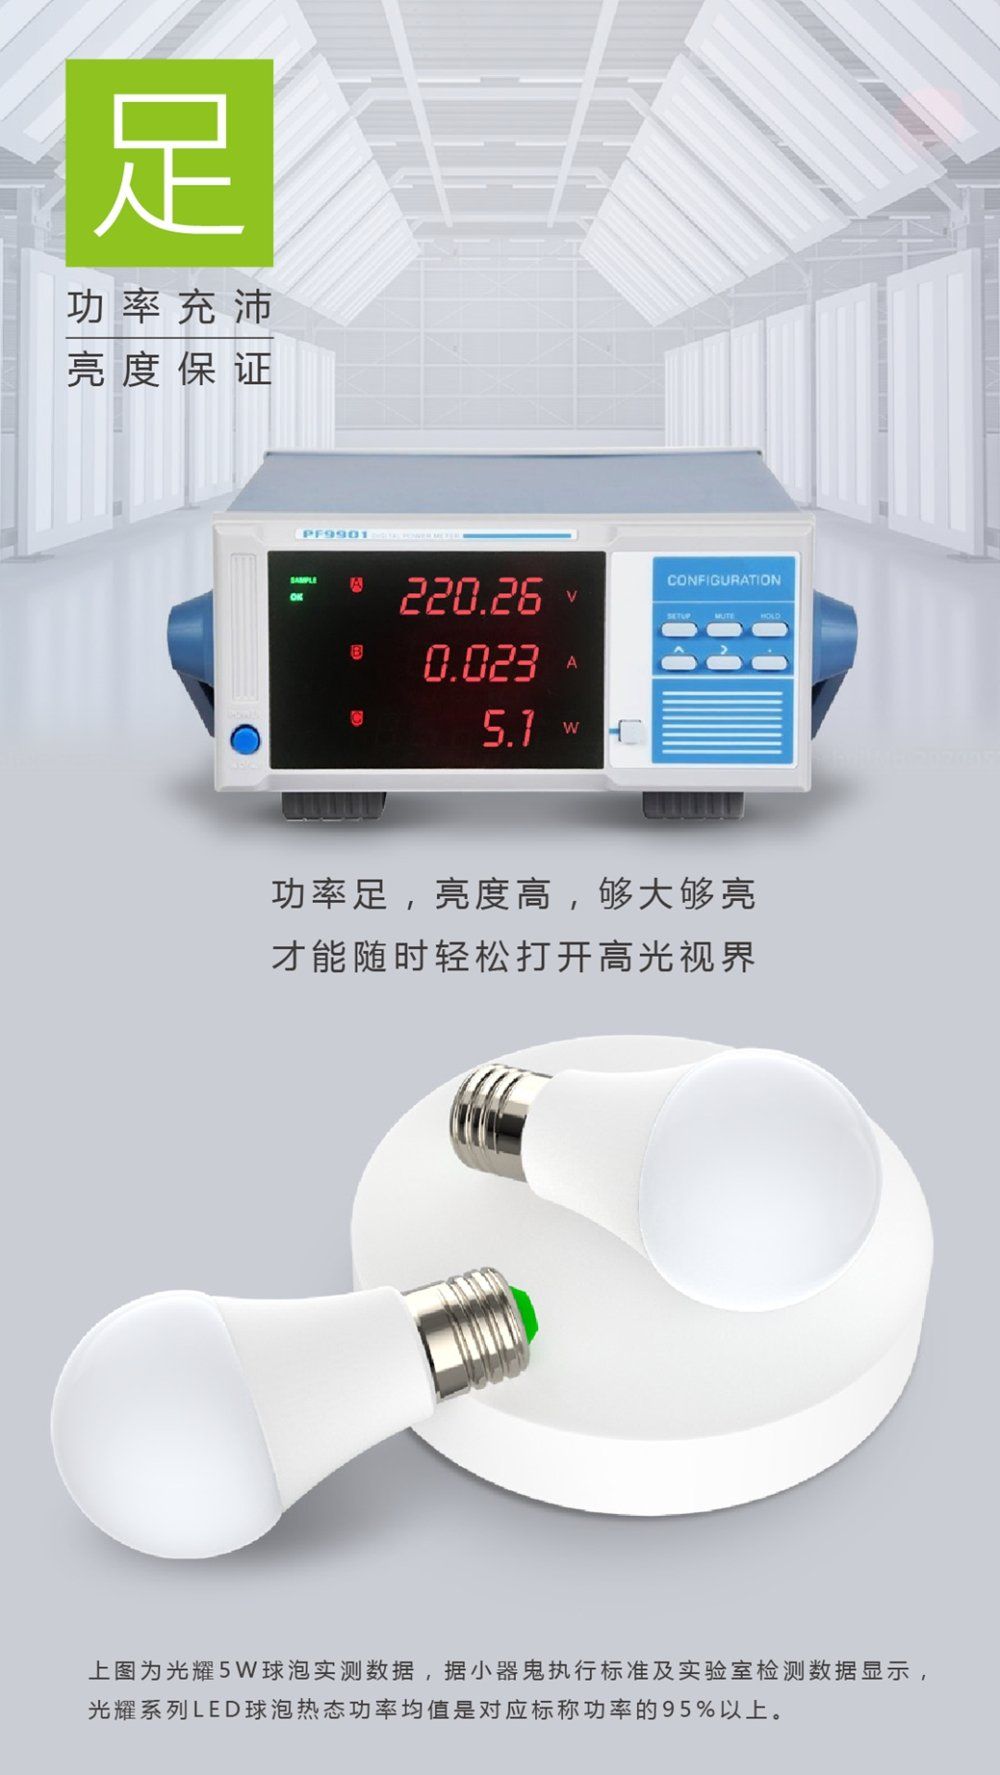 足
功率充沛
亮度保证
PF9901 DIGITAL POWER METER
SAMPLE
OK
A 220.26 V
B 0.023 A
C 5.1 W
CONFIGURATION
SETUP MUTE HOLD
功率足，亮度高，够大够亮
才能随时轻松打开高光视界
上图为光耀5W球泡实测数据，据小器鬼执行标准及实验室检测数据显示，
光耀系列LED球泡热态功率均值是对应标称功率的95%以上。